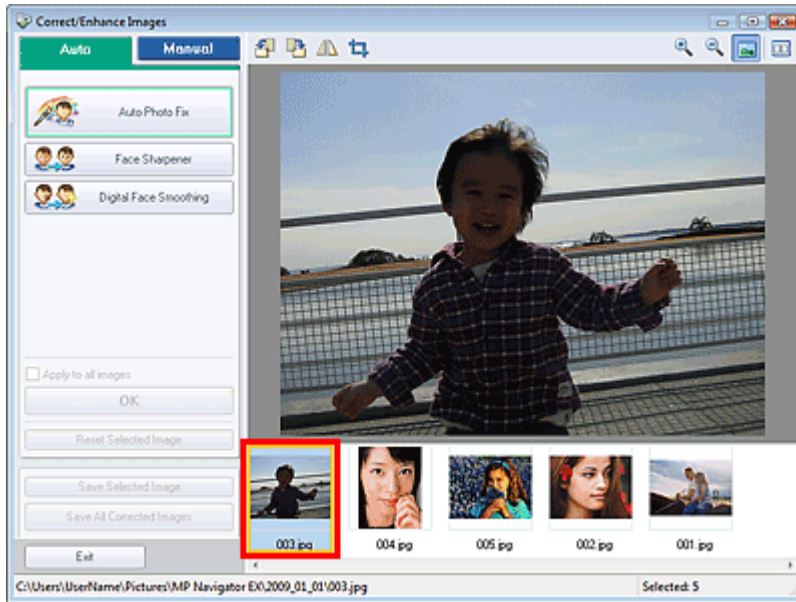 Correct/Enhance Images
Auto
Manual
Auto Photo Fix
Face Sharpener
Digital Face Smoothing
Apply to all images
OK
Reset Selected Image
Save Selected Image
Save All Corrected Images
Exit
003.jpg
004.jpg
005.jpg
002.jpg
001.jpg
C:\Users\UserName\Pictures\MP Navigator EX\2009_01_01\003.jpg
Selected: 5